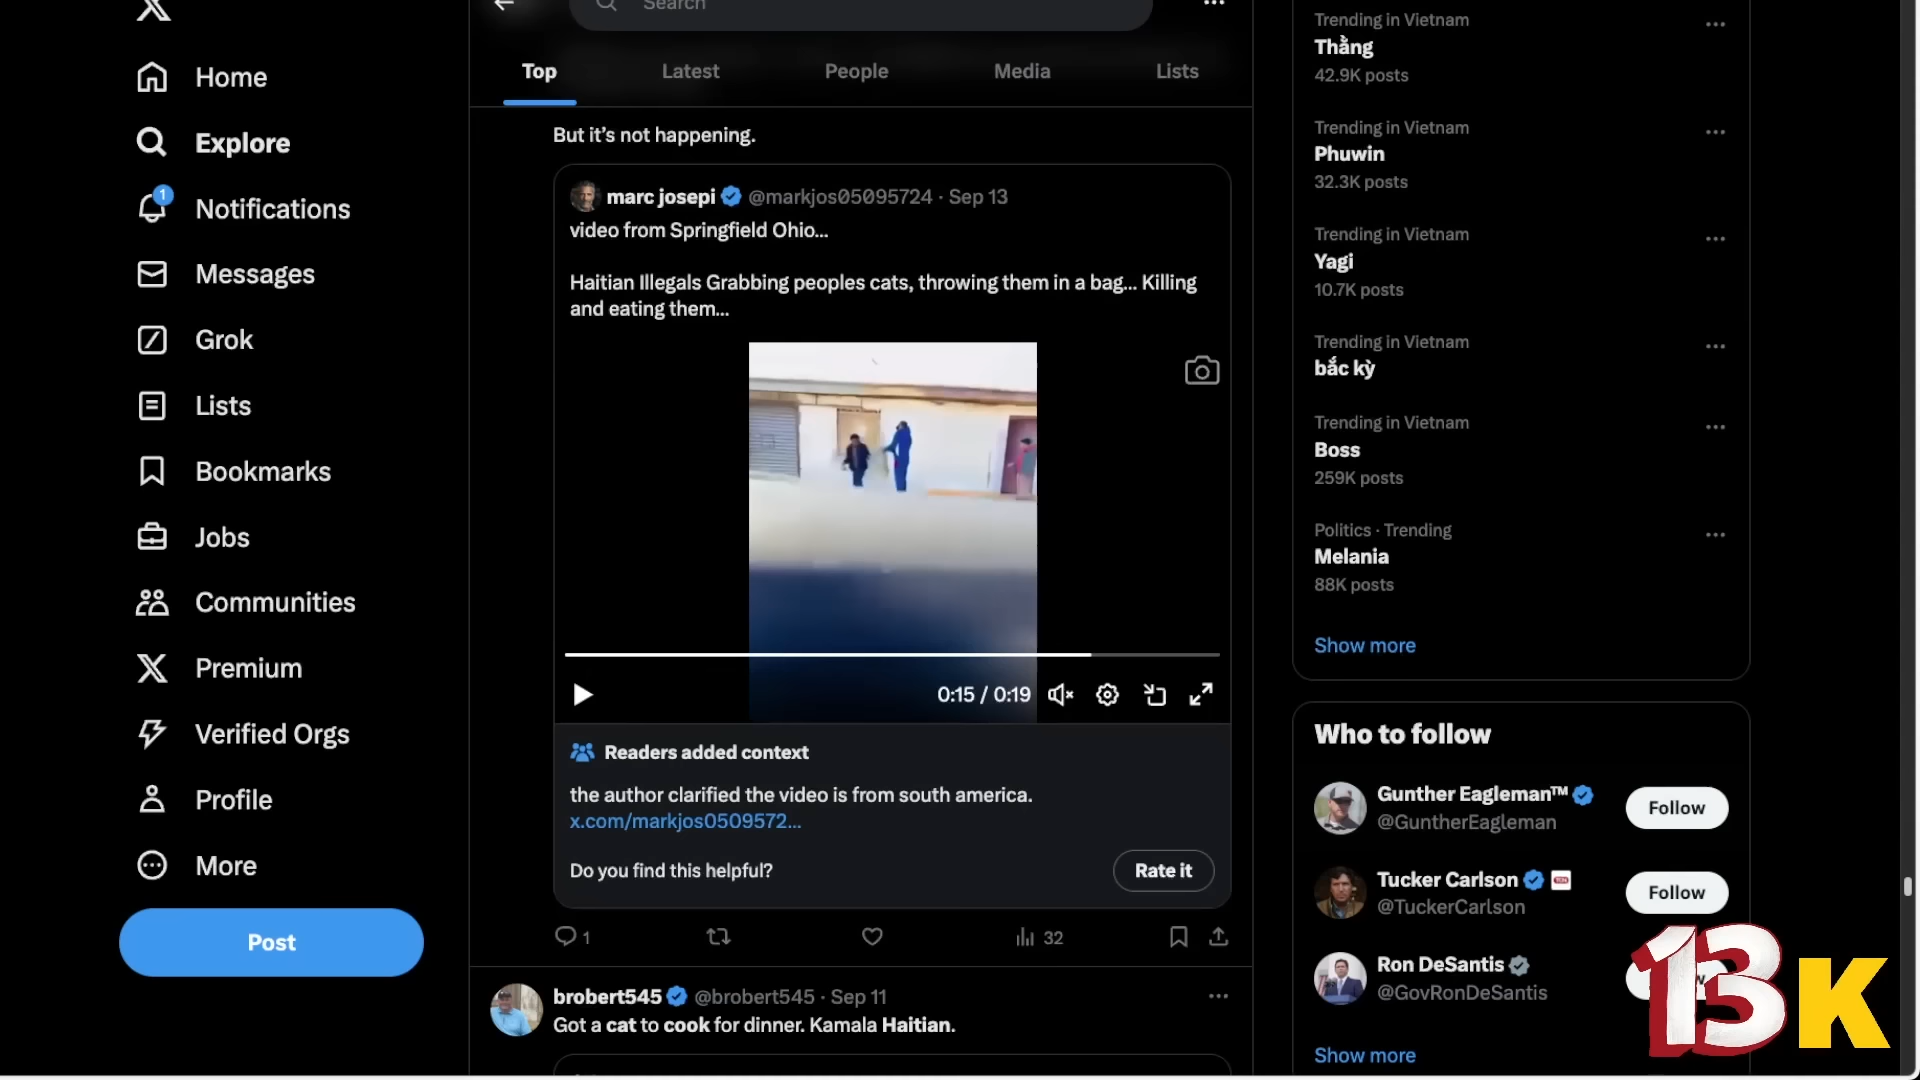 Home
Explore
1
Notifications
Messages
Grok
Lists
Bookmarks
Jobs
Communities
Premium
Verified Orgs
Profile
More
Post
Search
Top
Latest
People
Media
Lists
But it's not happening.
marc josepi @markjos05095724 · Sep 13
video from Springfield Ohio...
Haitian Illegals Grabbing peoples cats, throwing them in a bag... Killing
and eating them...
0:15 / 0:19
Readers added context
the author clarified the video is from south america.
x.com/markjos0509572...
Do you find this helpful?
Rate it
1
32
brobert545 @brobert545 · Sep 11
Got a cat to cook for dinner. Kamala Haitian.
Trending in Vietnam
Thằng
42.9K posts
Trending in Vietnam
Phuwin
32.3K posts
Trending in Vietnam
Yagi
10.7K posts
Trending in Vietnam
bắc kỳ
Trending in Vietnam
Boss
259K posts
Politics · Trending
Melania
88K posts
Show more
Who to follow
Gunther Eagleman™
@GuntherEagleman
Follow
Tucker Carlson
@TuckerCarlson
Follow
Ron DeSantis
@GovRonDeSantis
Show more
13K